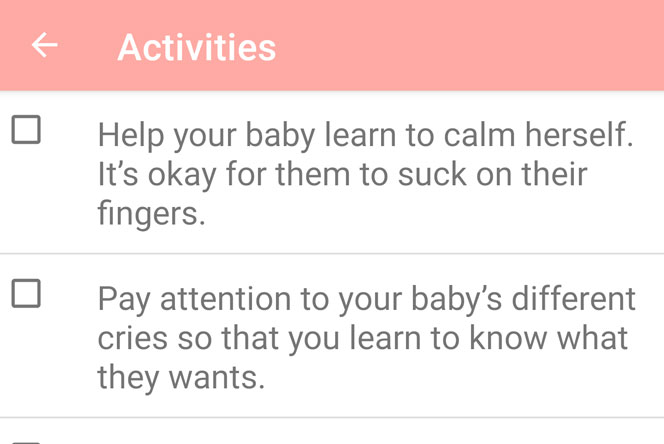 Activities
Help your baby learn to calm herself.
It’s okay for them to suck on their
fingers.
Pay attention to your baby’s different
cries so that you learn to know what
they wants.